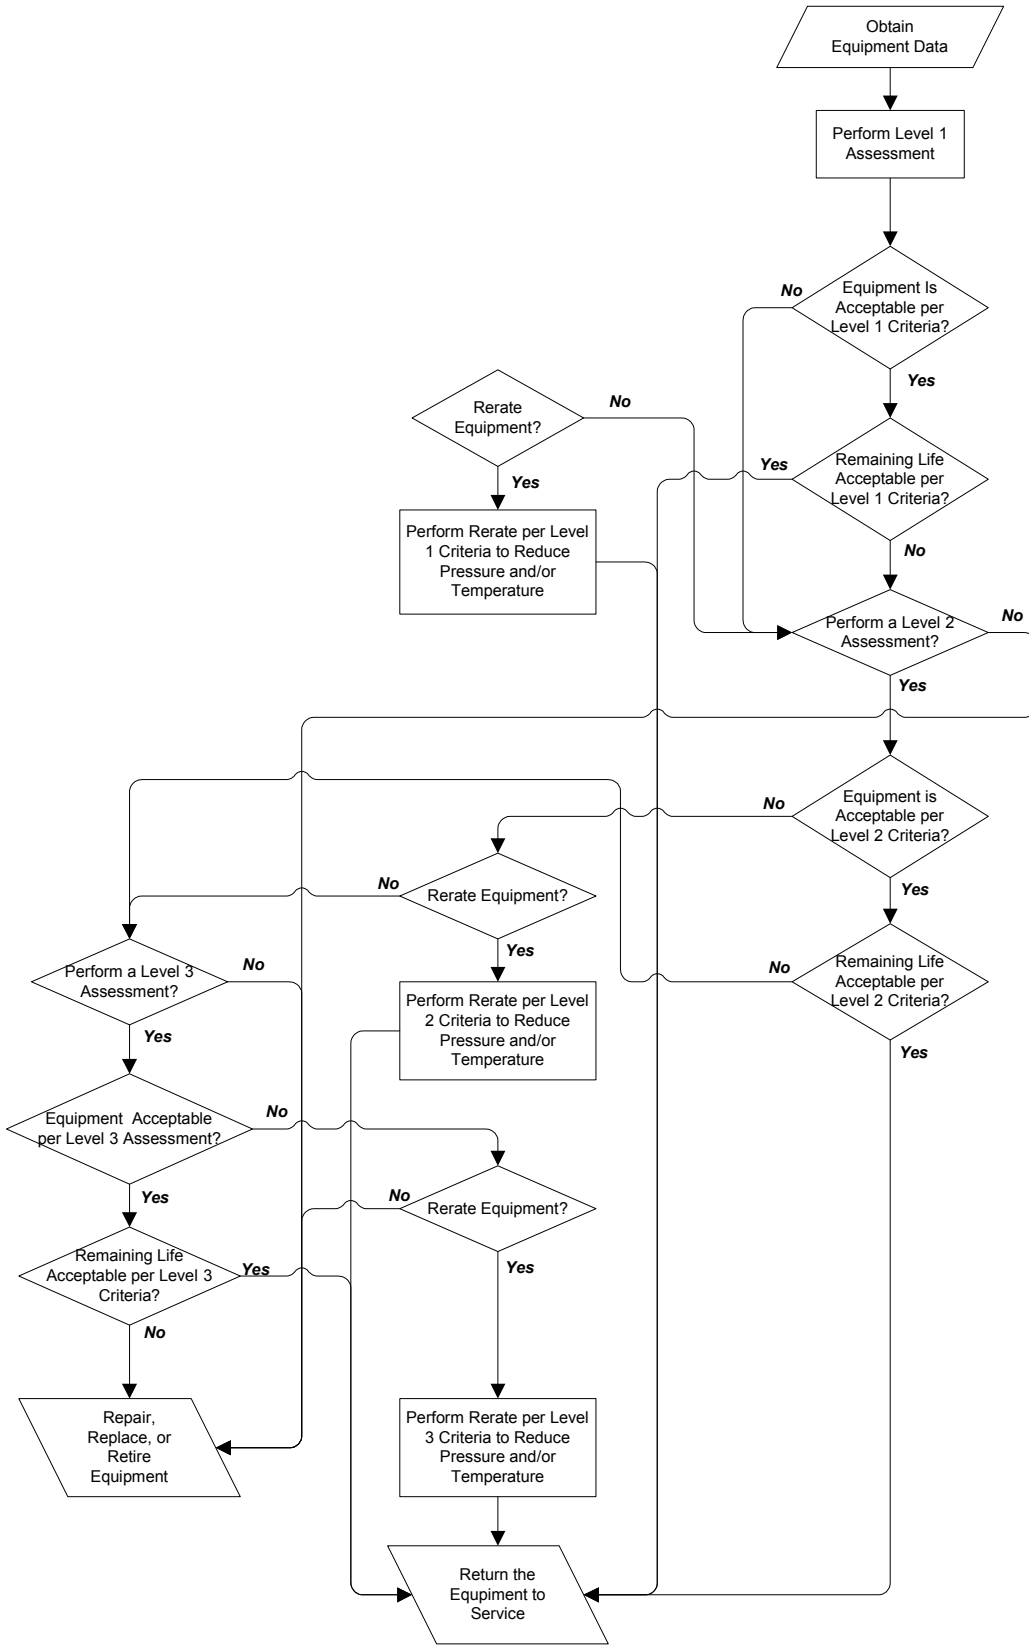 Obtain
Equipment Data
Perform Level 1
Assessment
No
Equipment Is
Acceptable per
Level 1 Criteria?
Yes
Rerate
Equipment?
No
Yes
Remaining Life
Acceptable per
Level 1 Criteria?
Yes
Perform Rerate per Level
1 Criteria to Reduce
Pressure and/or
Temperature
No
Perform a Level 2
Assessment?
No
Yes
No
Equipment is
Acceptable per
Level 2 Criteria?
Yes
No
Rerate Equipment?
Yes
Perform a Level 3
Assessment?
No
Yes
Perform Rerate per Level
2 Criteria to Reduce
Pressure and/or
Temperature
No
Remaining Life
Acceptable per
Level 2 Criteria?
Yes
Equipment Acceptable
per Level 3 Assessment?
No
Yes
No
Rerate Equipment?
Yes
Remaining Life
Acceptable per Level 3
Criteria?
Yes
No
Repair,
Replace, or
Retire
Equipment
Perform Rerate per Level
3 Criteria to Reduce
Pressure and/or
Temperature
Return the
Equpiment to
Service